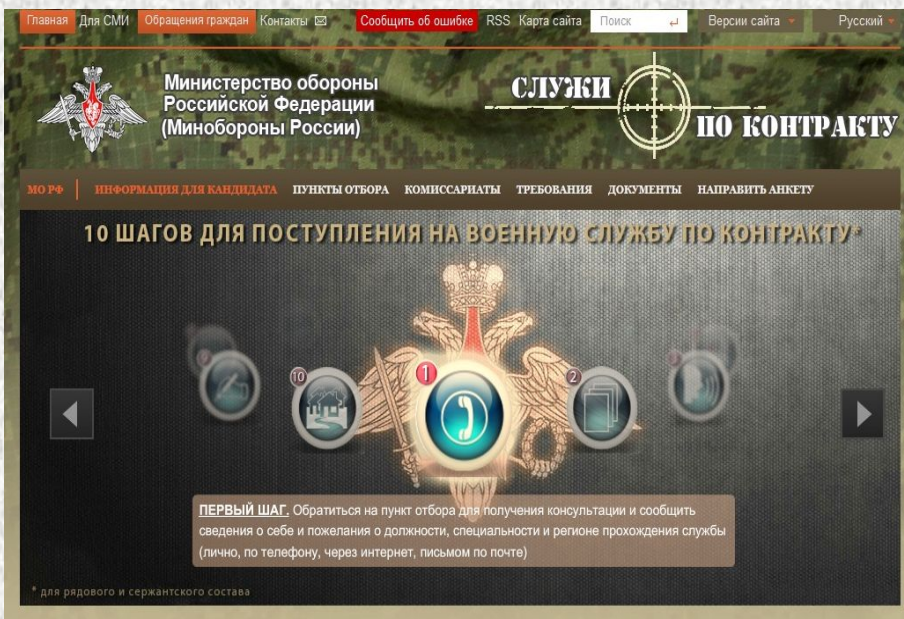 Главная Для СМИ Обращения граждан Контакты Сообщить об ошибке RSS Карта сайта Поиск Версии сайта Русский
Министерство обороны
Российской Федерации
(Минобороны России)
СЛУЖИ
ПО КОНТРАКТУ
МО РФ ИНФОРМАЦИЯ ДЛЯ КАНДИДАТА ПУНКТЫ ОТБОРА КОМИССАРИАТЫ ТРЕБОВАНИЯ ДОКУМЕНТЫ НАПРАВИТЬ АНКЕТУ
10 ШАГОВ ДЛЯ ПОСТУПЛЕНИЯ НА ВОЕННУЮ СЛУЖБУ ПО КОНТРАКТУ*
9 10 1 2 3
ПЕРВЫЙ ШАГ. Обратиться на пункт отбора для получения консультации и сообщить
сведения о себе и пожелания о должности, специальности и регионе прохождения службы
(лично, по телефону, через интернет, письмом по почте)
* для рядового и сержантского состава